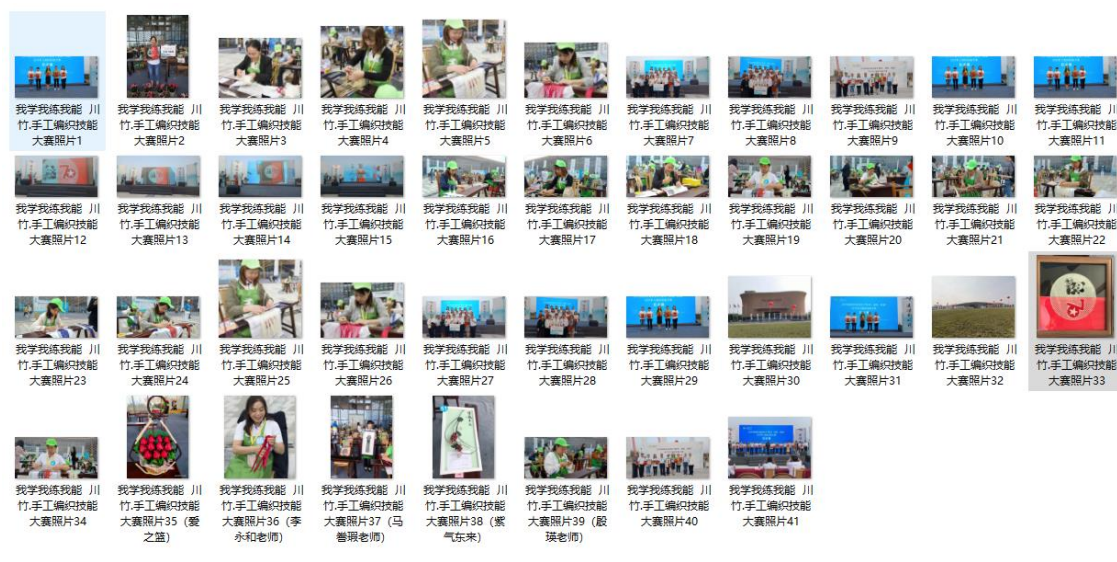 我学我练我能 川
竹.手工编织技能
大赛照片1
我学我练我能 川
竹.手工编织技能
大赛照片2
我学我练我能 川
竹.手工编织技能
大赛照片3
我学我练我能 川
竹.手工编织技能
大赛照片4
我学我练我能 川
竹.手工编织技能
大赛照片5
我学我练我能 川
竹.手工编织技能
大赛照片6
我学我练我能 川
竹.手工编织技能
大赛照片7
我学我练我能 川
竹.手工编织技能
大赛照片8
我学我练我能 川
竹.手工编织技能
大赛照片9
我学我练我能 川
竹.手工编织技能
大赛照片10
我学我练我能 川
竹.手工编织技能
大赛照片11
我学我练我能 川
竹.手工编织技能
大赛照片12
我学我练我能 川
竹.手工编织技能
大赛照片13
我学我练我能 川
竹.手工编织技能
大赛照片14
我学我练我能 川
竹.手工编织技能
大赛照片15
我学我练我能 川
竹.手工编织技能
大赛照片16
我学我练我能 川
竹.手工编织技能
大赛照片17
我学我练我能 川
竹.手工编织技能
大赛照片18
我学我练我能 川
竹.手工编织技能
大赛照片19
我学我练我能 川
竹.手工编织技能
大赛照片20
我学我练我能 川
竹.手工编织技能
大赛照片21
我学我练我能 川
竹.手工编织技能
大赛照片22
我学我练我能 川
竹.手工编织技能
大赛照片23
我学我练我能 川
竹.手工编织技能
大赛照片24
我学我练我能 川
竹.手工编织技能
大赛照片25
我学我练我能 川
竹.手工编织技能
大赛照片26
我学我练我能 川
竹.手工编织技能
大赛照片27
我学我练我能 川
竹.手工编织技能
大赛照片28
我学我练我能 川
竹.手工编织技能
大赛照片29
我学我练我能 川
竹.手工编织技能
大赛照片30
我学我练我能 川
竹.手工编织技能
大赛照片31
我学我练我能 川
竹.手工编织技能
大赛照片32
我学我练我能 川
竹.手工编织技能
大赛照片33
我学我练我能 川
竹.手工编织技能
大赛照片34
我学我练我能 川
竹.手工编织技能
大赛照片35（爱
之篮）
我学我练我能 川
竹.手工编织技能
大赛照片36（李
永和老师）
我学我练我能 川
竹.手工编织技能
大赛照片37（马
誊瑕老师）
我学我练我能 川
竹.手工编织技能
大赛照片38（紫
气东来）
我学我练我能 川
竹.手工编织技能
大赛照片39（殷
瑛老师）
我学我练我能 川
竹.手工编织技能
大赛照片40
我学我练我能 川
竹.手工编织技能
大赛照片41